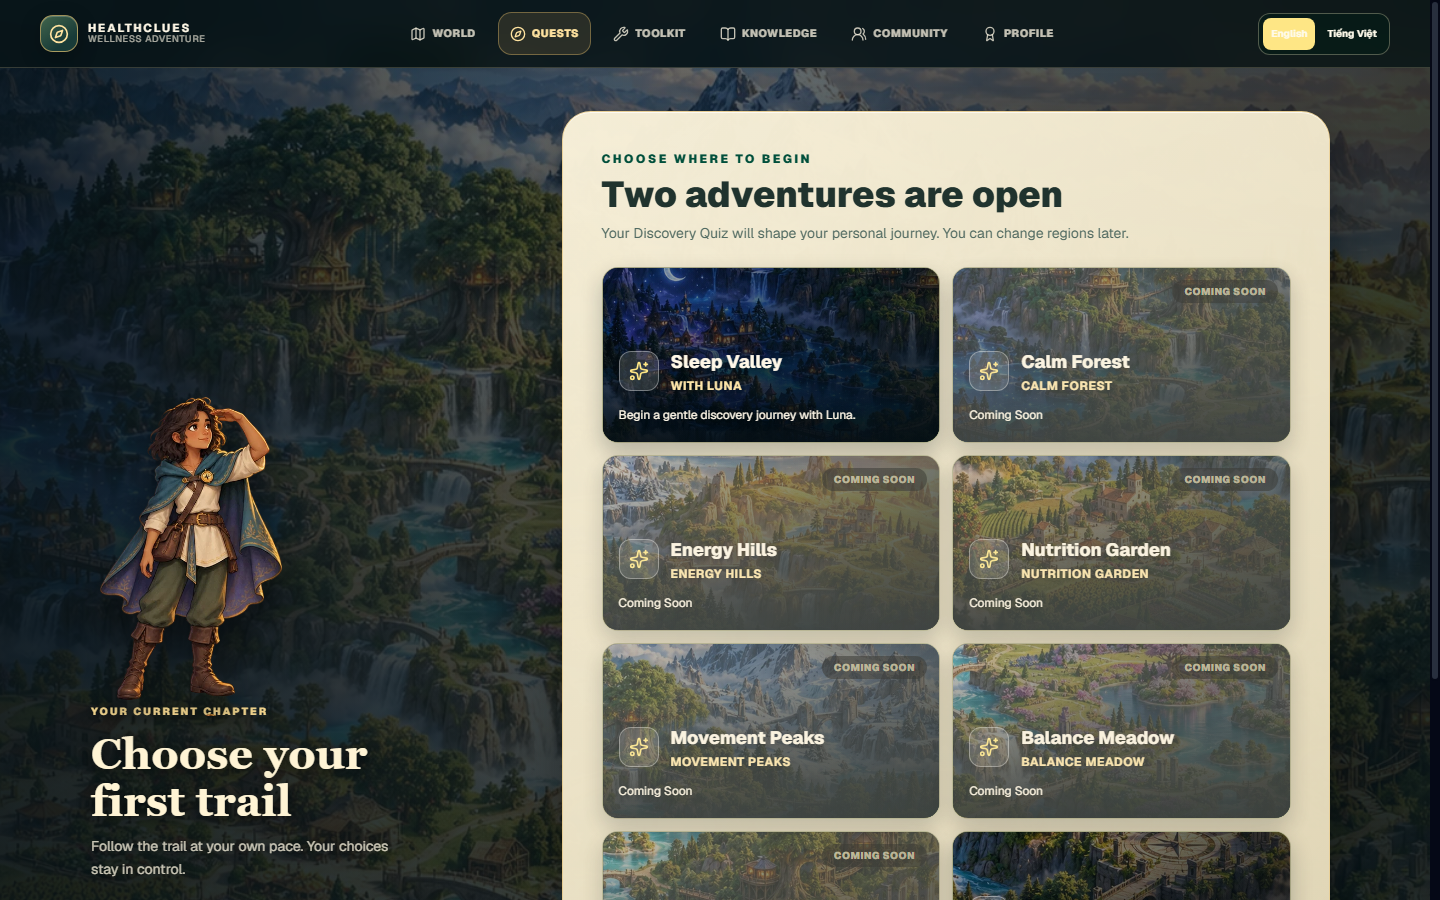 HEALTHCLUES
WELLNESS ADVENTURE
WORLD
QUESTS
TOOLKIT
KNOWLEDGE
COMMUNITY
PROFILE
English
Tiếng Việt
CHOOSE WHERE TO BEGIN
Two adventures are open
Your Discovery Quiz will shape your personal journey. You can change regions later.
Sleep Valley
WITH LUNA
Begin a gentle discovery journey with Luna.
COMING SOON
Calm Forest
CALM FOREST
Coming Soon
COMING SOON
Energy Hills
ENERGY HILLS
Coming Soon
COMING SOON
Nutrition Garden
NUTRITION GARDEN
Coming Soon
COMING SOON
Movement Peaks
MOVEMENT PEAKS
Coming Soon
COMING SOON
Balance Meadow
BALANCE MEADOW
Coming Soon
COMING SOON
YOUR CURRENT CHAPTER
Choose your
first trail
Follow the trail at your own pace. Your choices
stay in control.